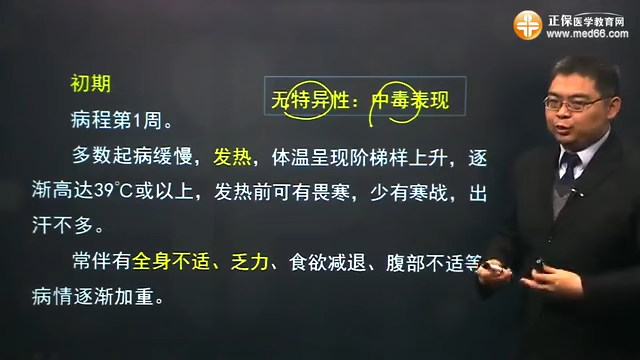 正保医学教育网
www.med66.com
初期
无特异性：中毒表现
病程第1周。
多数起病缓慢，发热，体温呈现阶梯样上升，逐
渐高达39℃或以上，发热前可有畏寒，少有寒战，出
汗不多。
常伴有全身不适、乏力、食欲减退、腹部不适等
病情逐渐加重。